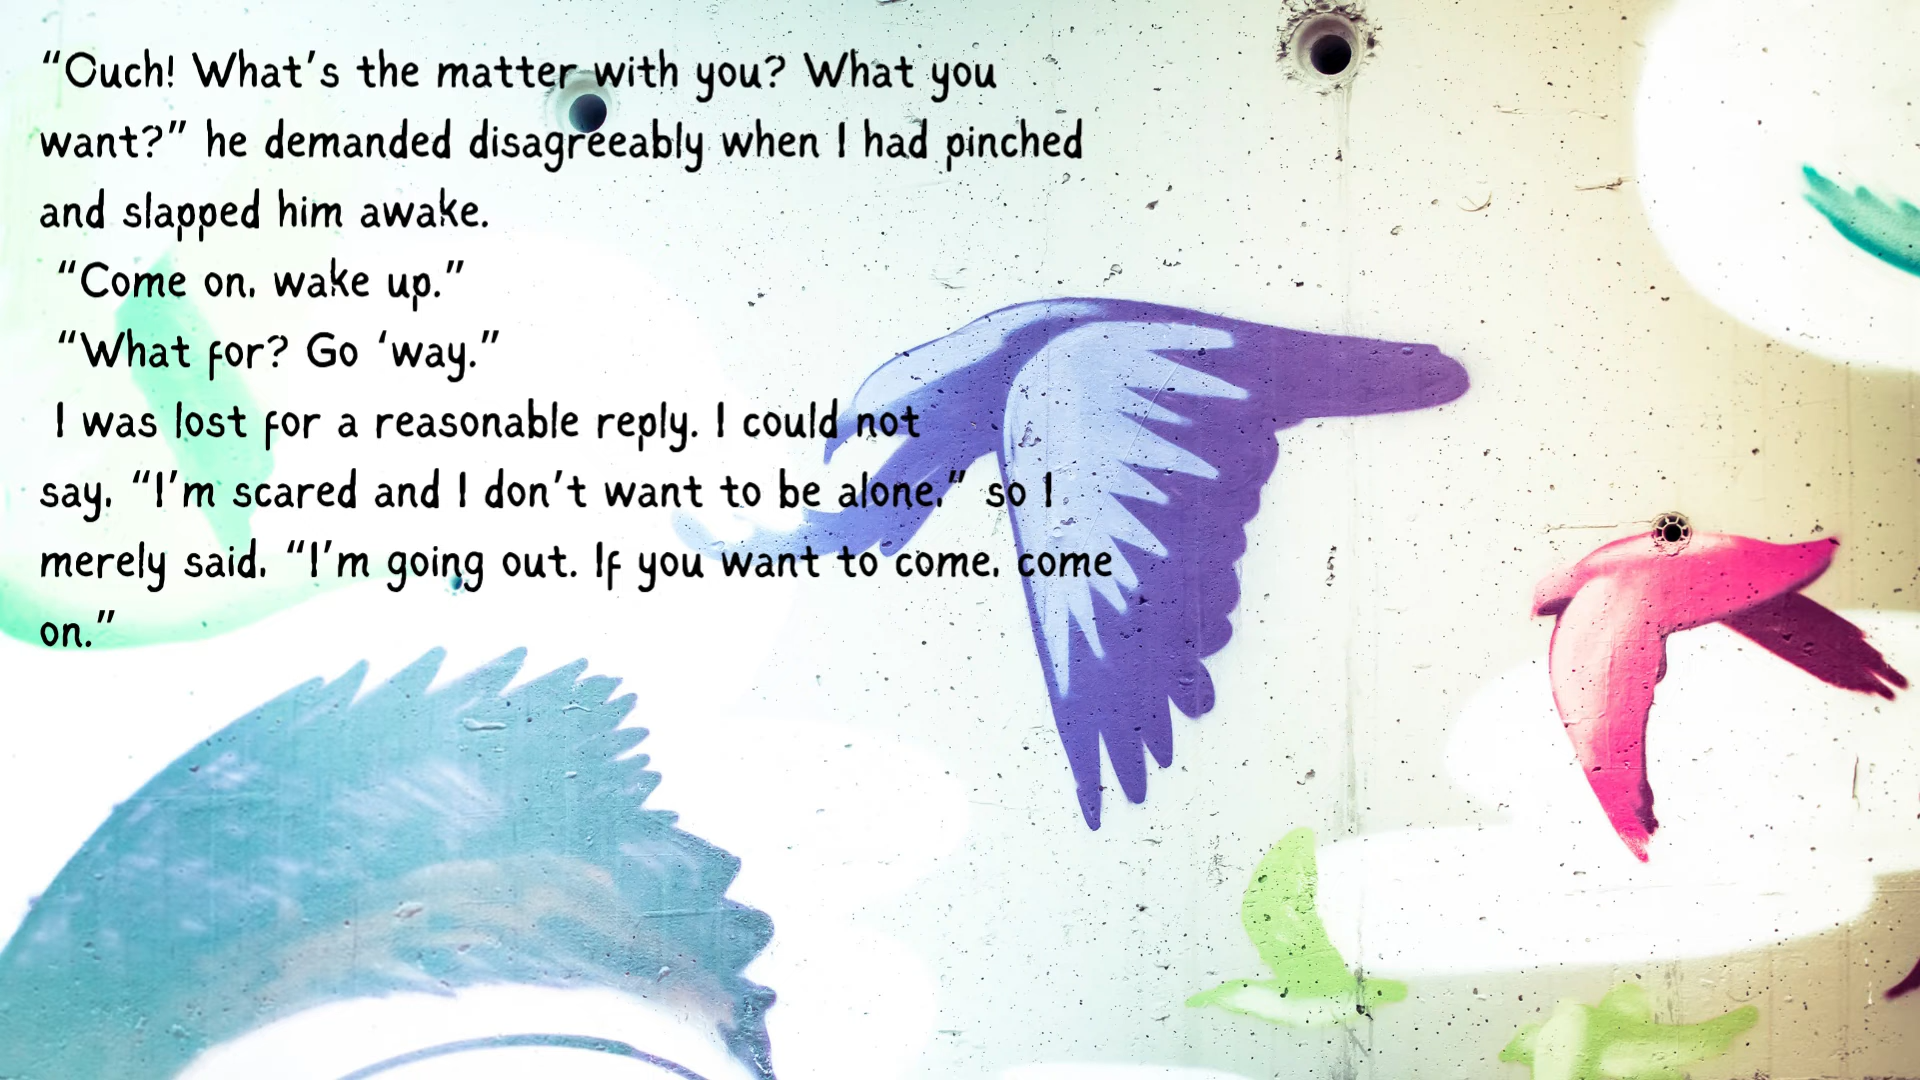 “Ouch! What’s the matter with you? What you
want?” he demanded disagreeably when I had pinched
and slapped him awake.
“Come on, wake up.”
“What for? Go ‘way.”
I was lost for a reasonable reply. I could not
say, “I’m scared and I don’t want to be alone,” so I
merely said, “I’m going out. If you want to come, come
on.”